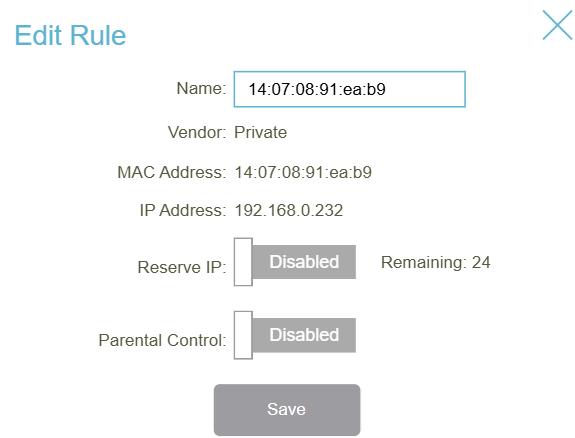 Edit Rule
Name: 14:07:08:91:ea:b9
Vendor: Private
MAC Address: 14:07:08:91:ea:b9
IP Address: 192.168.0.232
Reserve IP: Disabled Remaining: 24
Parental Control: Disabled
Save